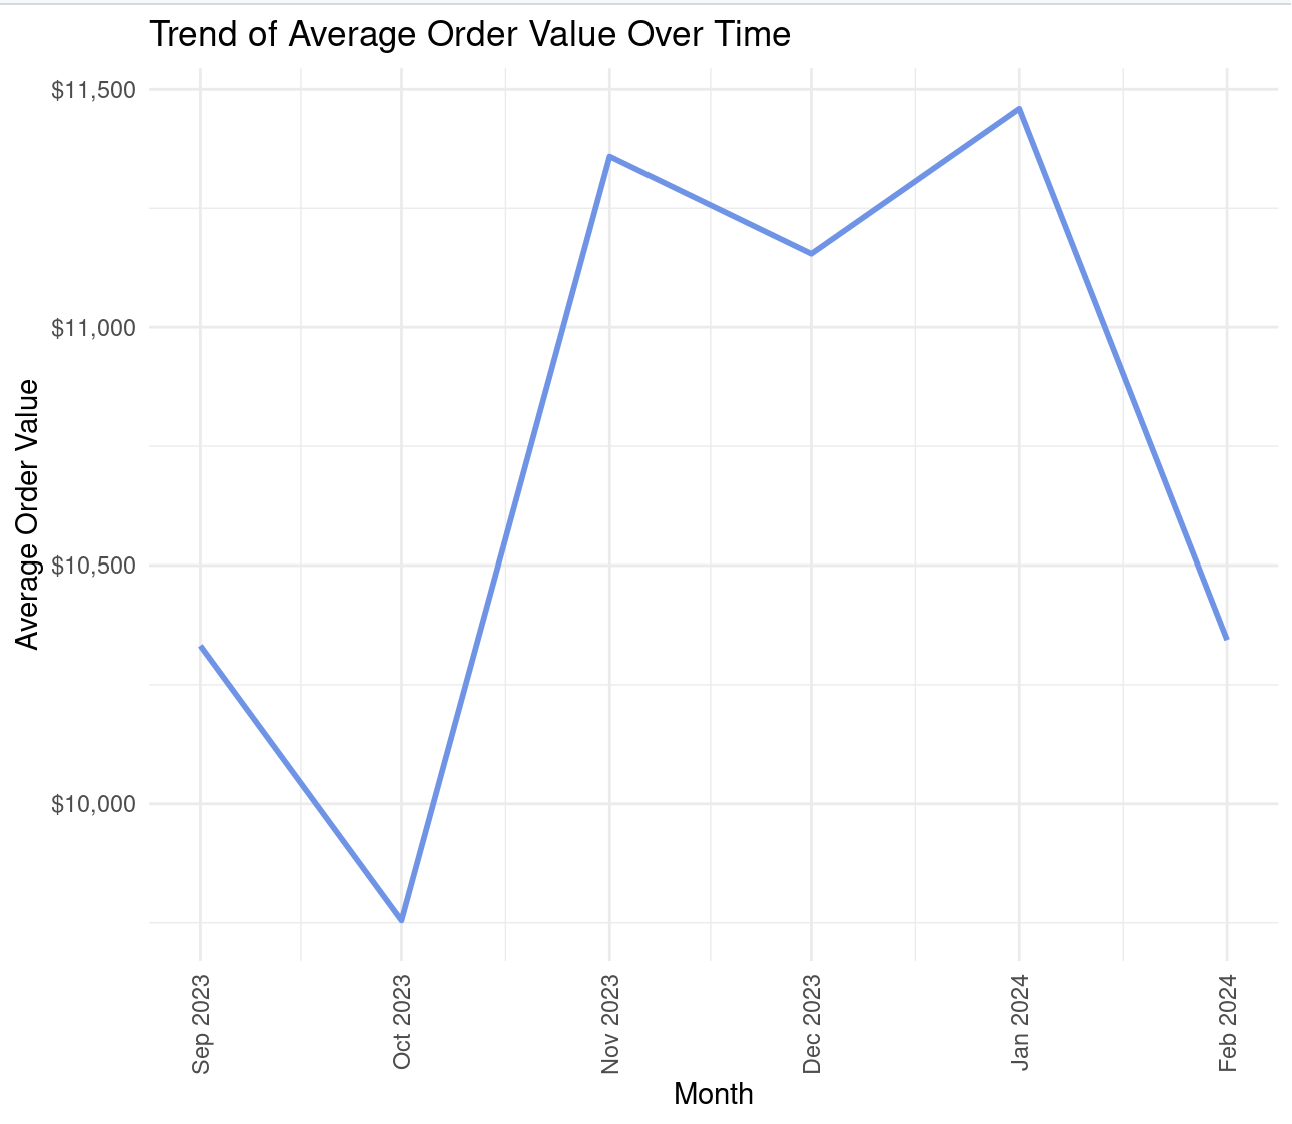 Trend of Average Order Value Over Time
Average Order Value
$11,500
$11,000
$10,500
$10,000
Sep 2023
Oct 2023
Nov 2023
Dec 2023
Jan 2024
Feb 2024
Month